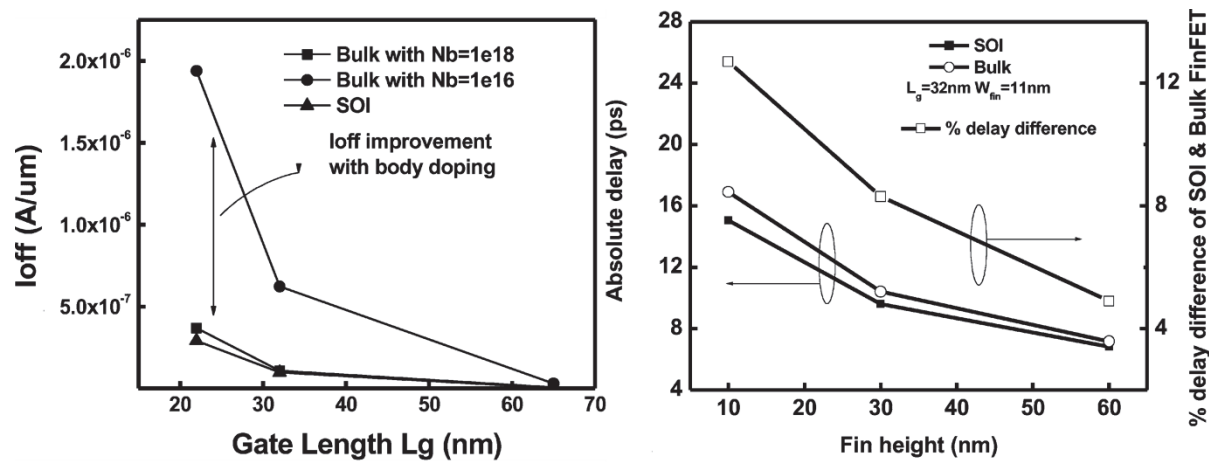 2.0x10⁻⁶
1.5x10⁻⁶
1.0x10⁻⁶
5.0x10⁻⁷
Ioff (A/um)
Bulk with Nb=1e18
Bulk with Nb=1e16
SOI
Ioff improvement
with body doping
20 30 40 50 60 70
Gate Length Lg (nm)
28
24
20
16
12
8
4
Absolute delay (ps)
SOI
Bulk
Lg=32nm Wfin=11nm
% delay difference
12
8
4
% delay difference of SOI & Bulk FinFET
10 20 30 40 50 60
Fin height (nm)